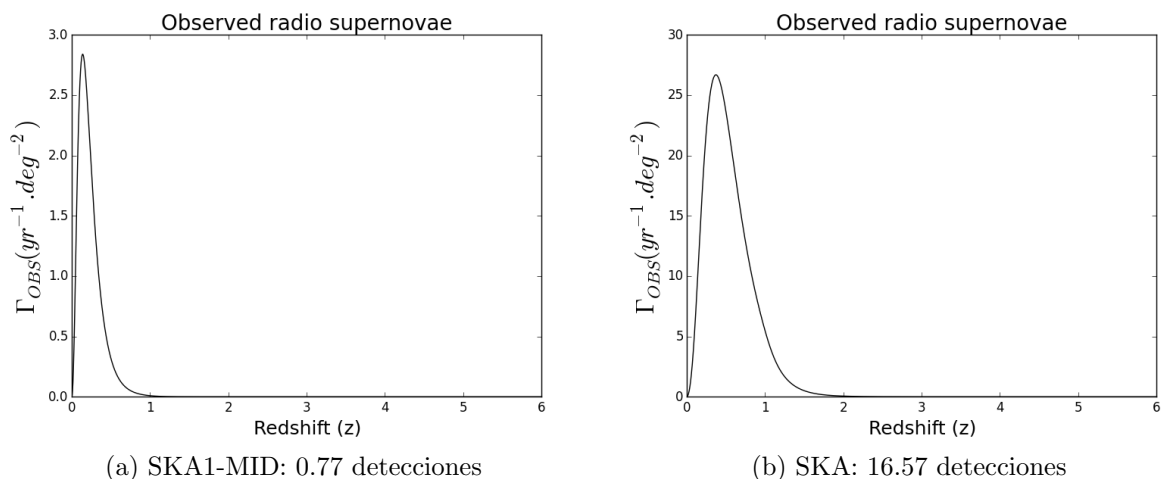 Observed radio supernovae
3.0
2.5
2.0
1.5
1.0
0.5
0.0
Γ_OBS(yr⁻¹.deg⁻²)
0 1 2 3 4 5 6
Redshift (z)
(a) SKA1-MID: 0.77 detecciones
Observed radio supernovae
30
25
20
15
10
5
0
Γ_OBS(yr⁻¹.deg⁻²)
0 1 2 3 4 5 6
Redshift (z)
(b) SKA: 16.57 detecciones